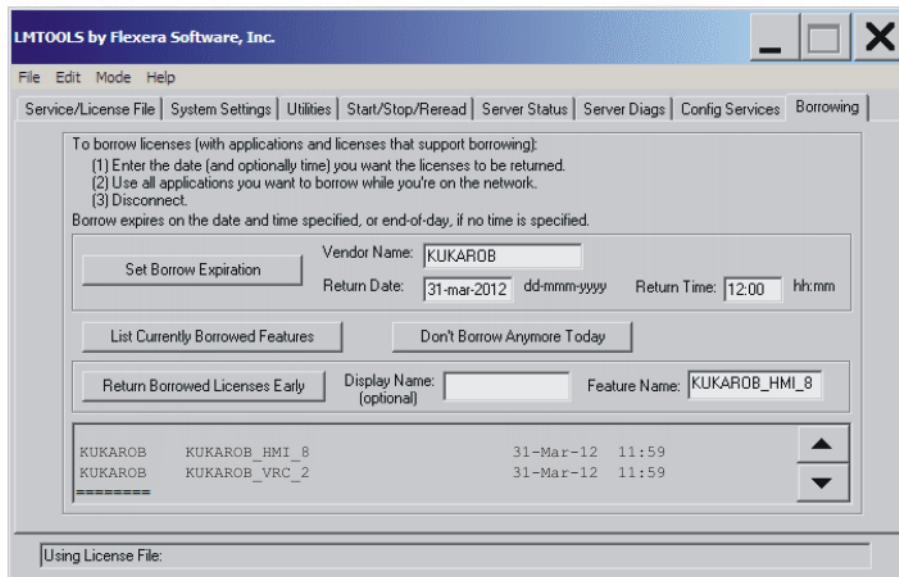 LMTOOLS by Flexera Software, Inc.
File Edit Mode Help
Service/License File System Settings Utilities Start/Stop/Reread Server Status Server Diags Config Services Borrowing
To borrow licenses (with applications and licenses that support borrowing):
(1) Enter the date (and optionally time) you want the licenses to be returned.
(2) Use all applications you want to borrow while you're on the network.
(3) Disconnect.
Borrow expires on the date and time specified, or end-of-day, if no time is specified.
Set Borrow Expiration
Vendor Name: KUKAROB
Return Date: 31-mar-2012 dd-mmm-yyyy Return Time: 12:00 hh:mm
List Currently Borrowed Features Don't Borrow Anymore Today
Return Borrowed Licenses Early Display Name: (optional) Feature Name: KUKAROB_HMI_8
KUKAROB KUKAROB_HMI_8 31-Mar-12 11:59
KUKAROB KUKAROB_VRC_2 31-Mar-12 11:59
========
Using License File: